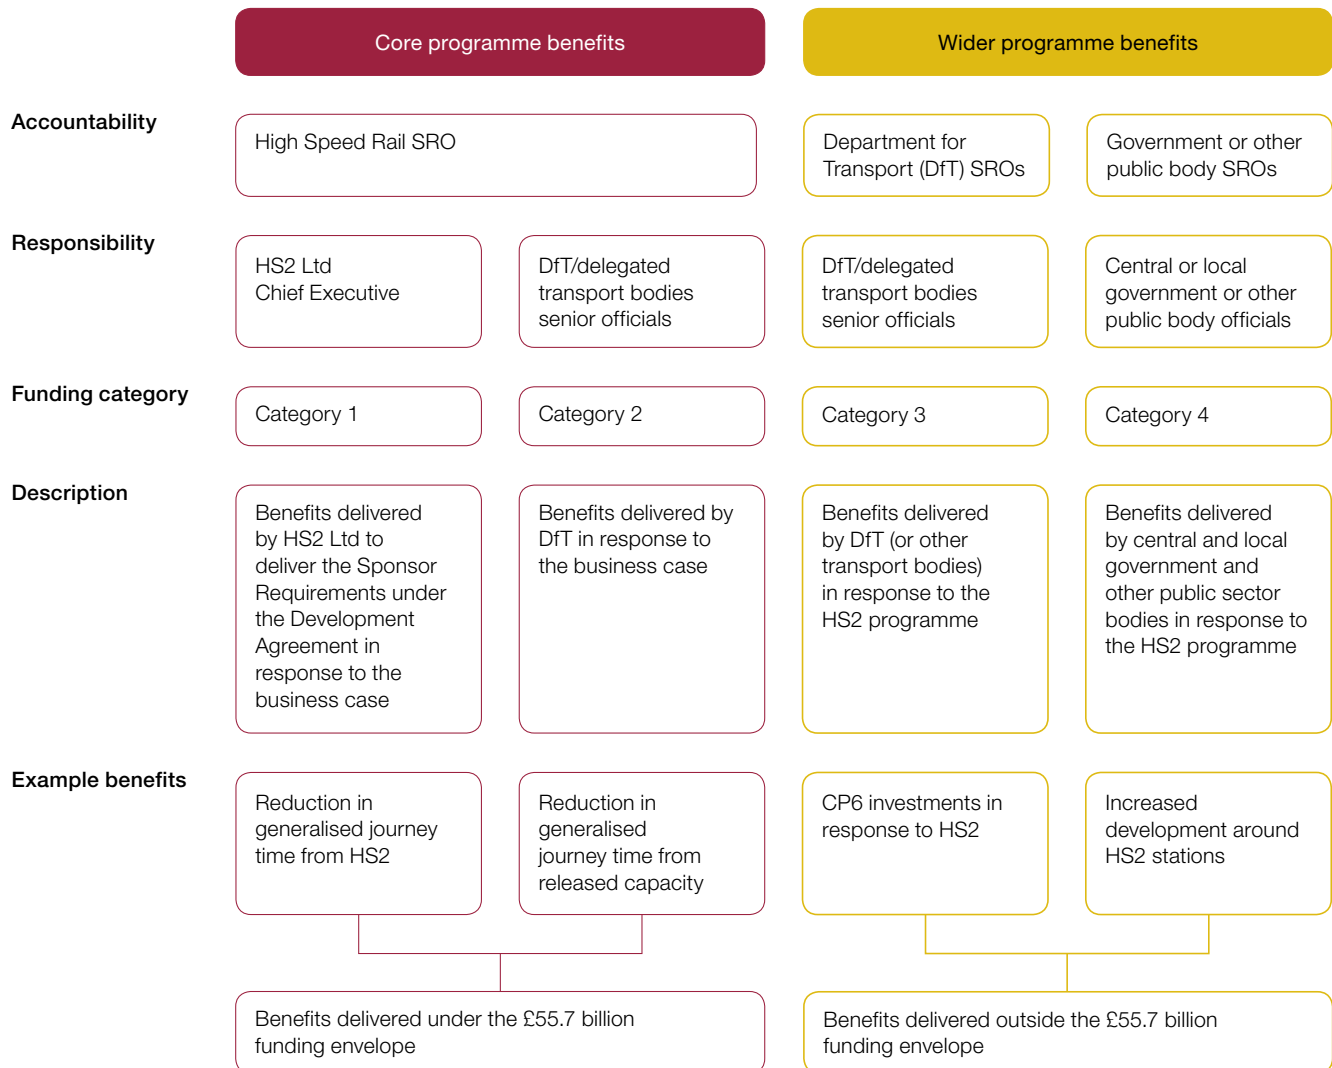 Core programme benefits
Wider programme benefits
Accountability
High Speed Rail SRO
Department for
Transport (DfT) SROs
Government or other
public body SROs
Responsibility
HS2 Ltd
Chief Executive
DfT/delegated
transport bodies
senior officials
DfT/delegated
transport bodies
senior officials
Central or local
government or other
public body officials
Funding category
Category 1
Category 2
Category 3
Category 4
Description
Benefits delivered
by HS2 Ltd to
deliver the Sponsor
Requirements under
the Development
Agreement in
response to the
business case
Benefits delivered by
DfT in response to
the business case
Benefits delivered
by DfT (or other
transport bodies)
in response to the
HS2 programme
Benefits delivered
by central and local
government and
other public sector
bodies in response to
the HS2 programme
Example benefits
Reduction in
generalised journey
time from HS2
Reduction in
generalised
journey time from
released capacity
CP6 investments in
response to HS2
Increased
development around
HS2 stations
Benefits delivered under the £55.7 billion
funding envelope
Benefits delivered outside the £55.7 billion
funding envelope